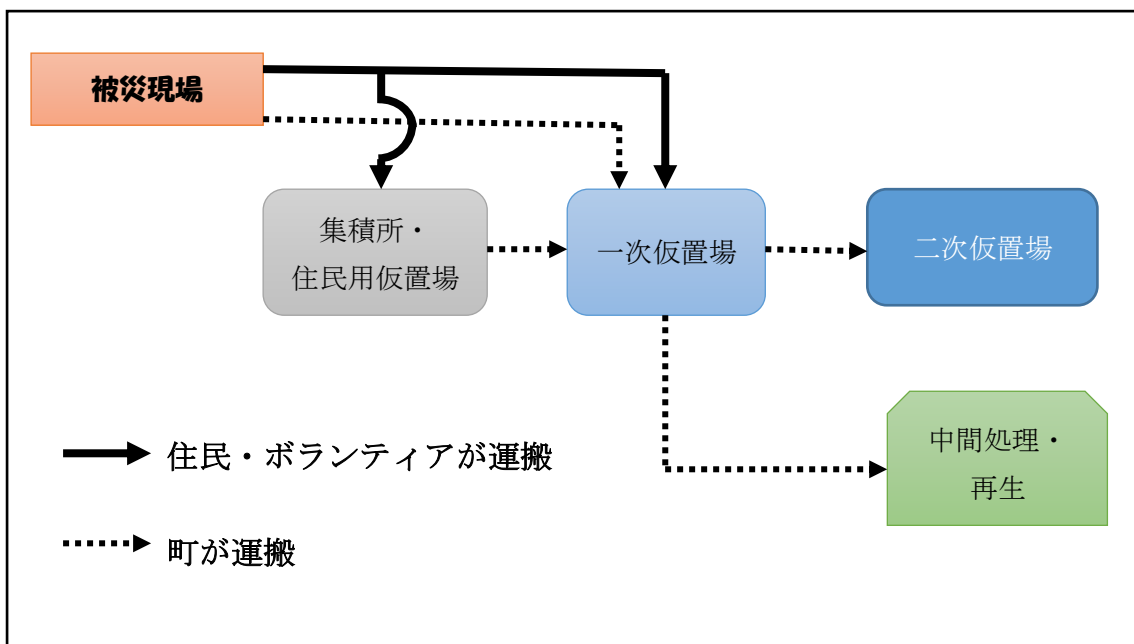 被災現場
集積所・
住民用仮置場
一次仮置場
二次仮置場
中間処理・
再生
住民・ボランティアが運搬
町が運搬